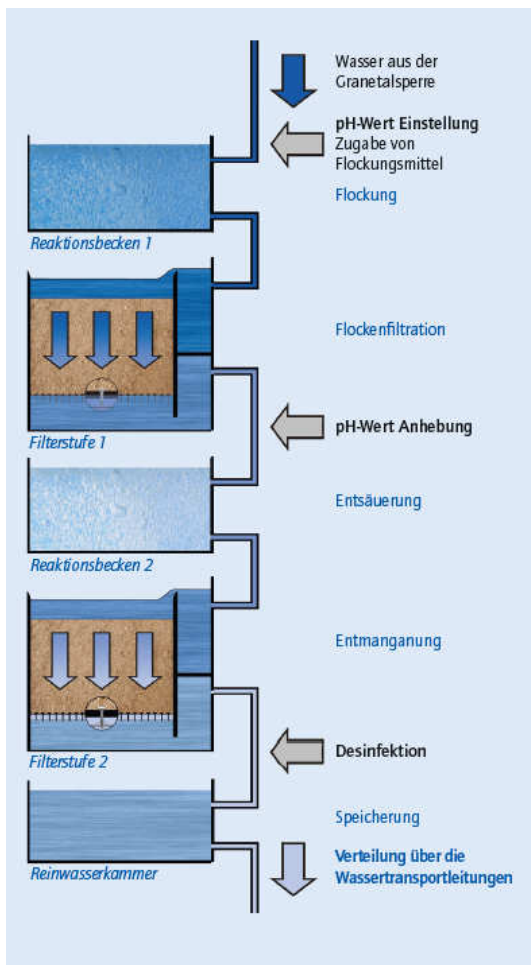 Wasser aus der
Granetalsperre
pH-Wert Einstellung
Zugabe von
Flockungsmittel
Flockung
Reaktionsbecken 1
Flockenfiltration
Filterstufe 1
pH-Wert Anhebung
Entsäuerung
Reaktionsbecken 2
Entmanganung
Filterstufe 2
Desinfektion
Speicherung
Reinwasserkammer
Verteilung über die
Wassertransportleitungen